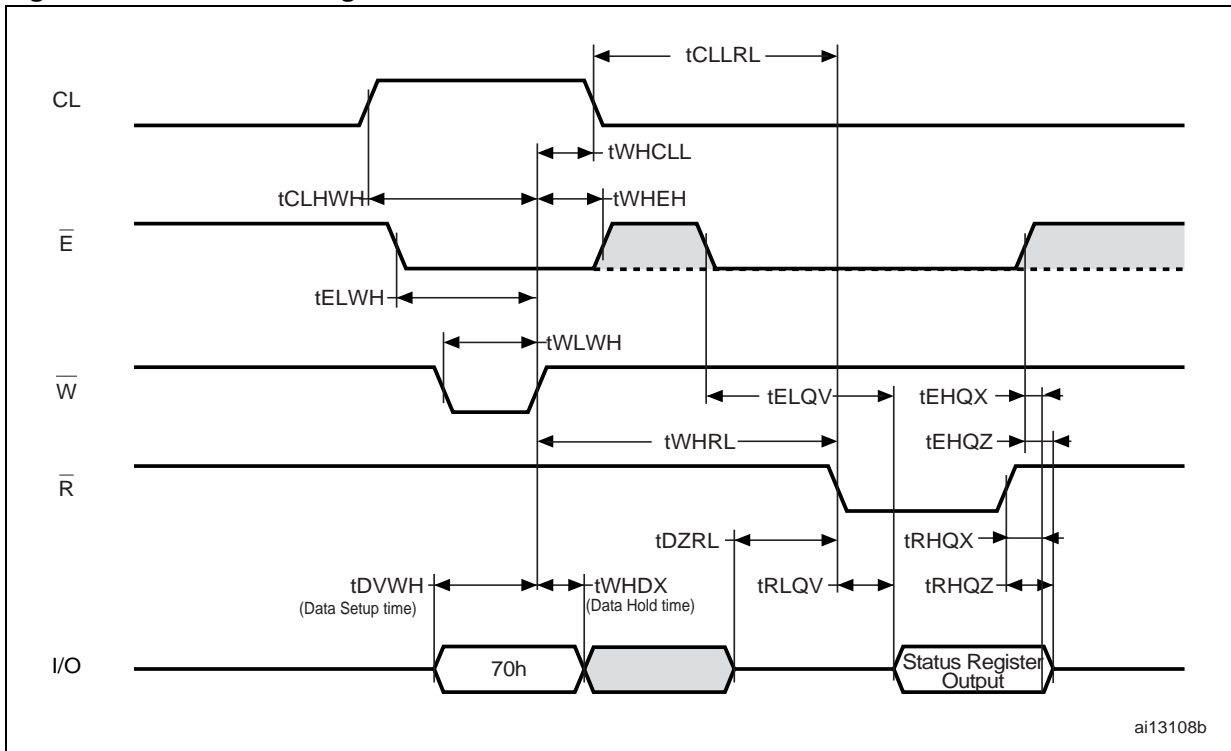 tCLLRL
CL
tWHCLL
tCLHWH
tWHEH
E
tELWH
tWLWH
W
tELQV
tEHQX
tWHRL
tEHQZ
R
tDZRL
tRHQX
tDVWH
(Data Setup time)
tWHDX
(Data Hold time)
tRLQV
tRHQZ
I/O
70h
Status Register
Output
ai13108b